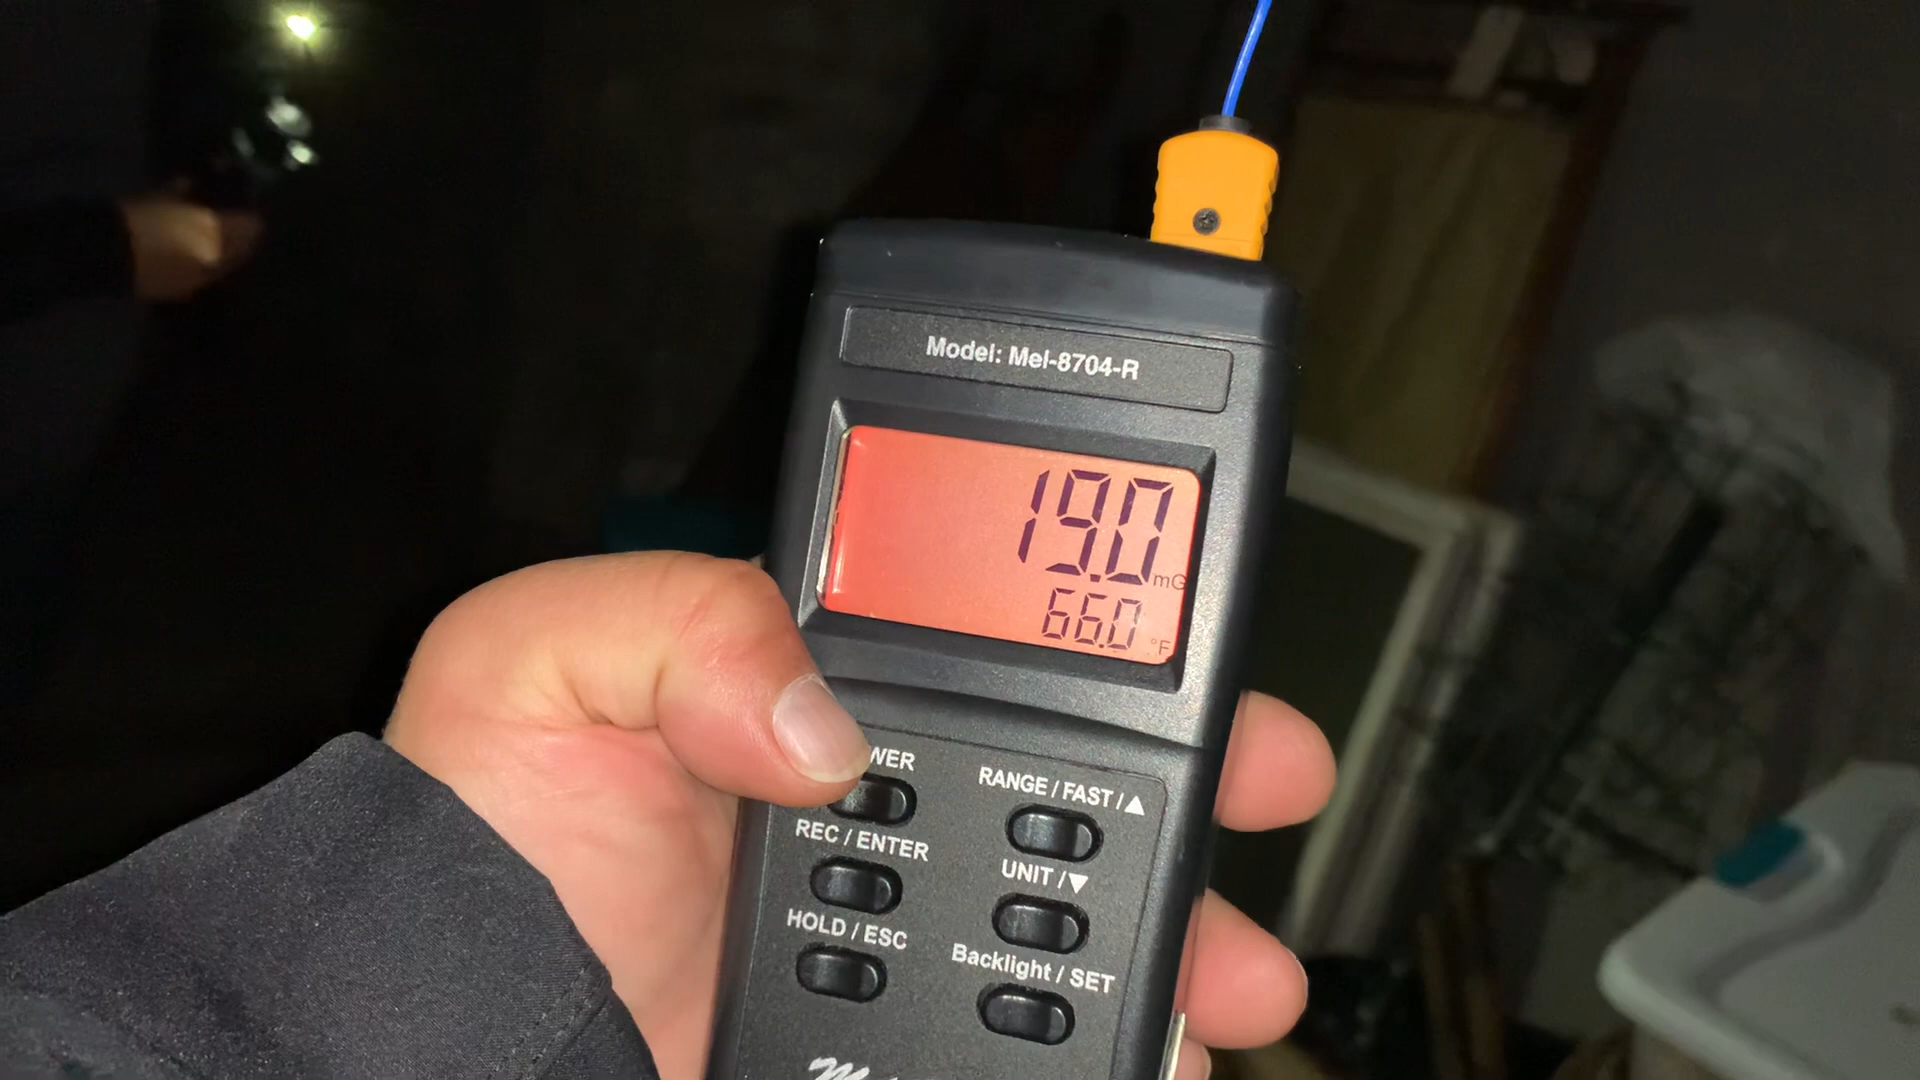 Model: Mel-8704-R
19.0 mG
66.0 °F
WER
RANGE / FAST / ▲
REC / ENTER
UNIT / ▼
HOLD / ESC
Backlight / SET